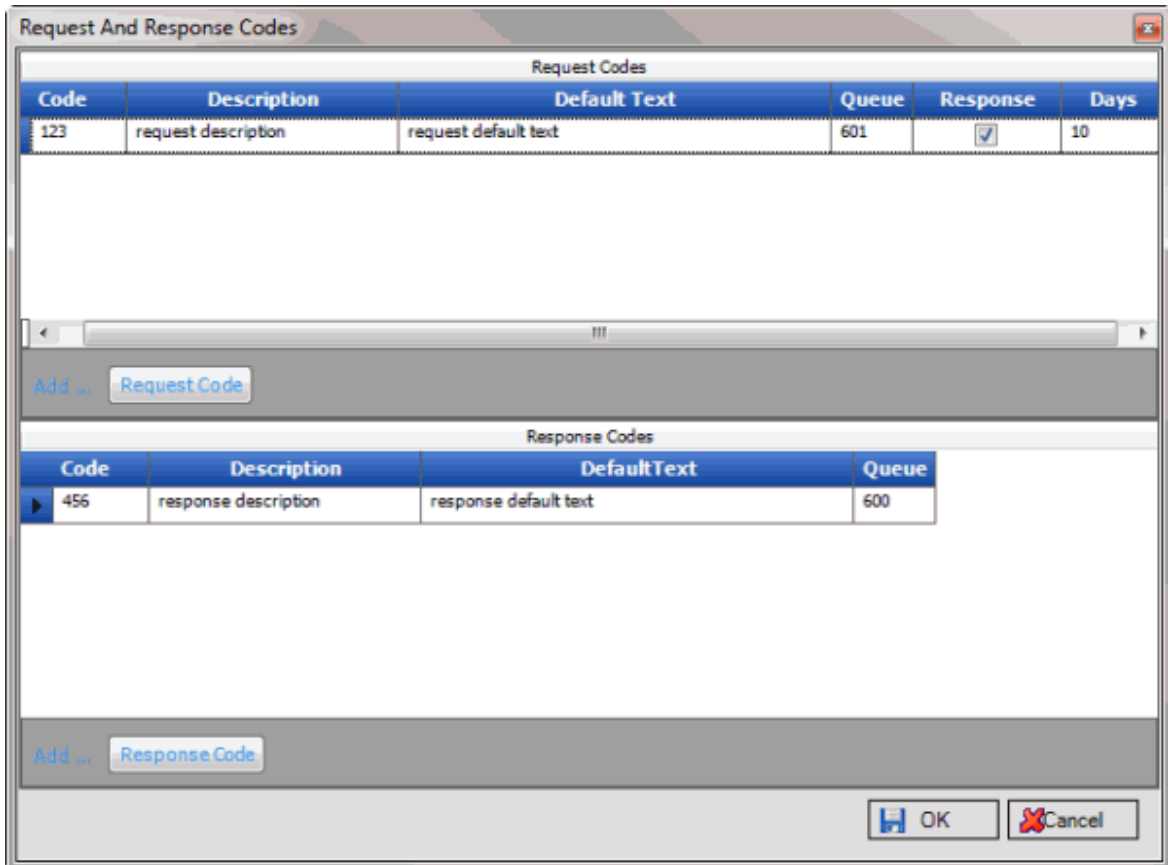 Request And Response Codes
Request Codes
Code Description Default Text Queue Response Days
123 request description request default text 601 10
Add ... Request Code
Response Codes
Code Description DefaultText Queue
456 response description response default text 600
Add ... Response Code
OK Cancel